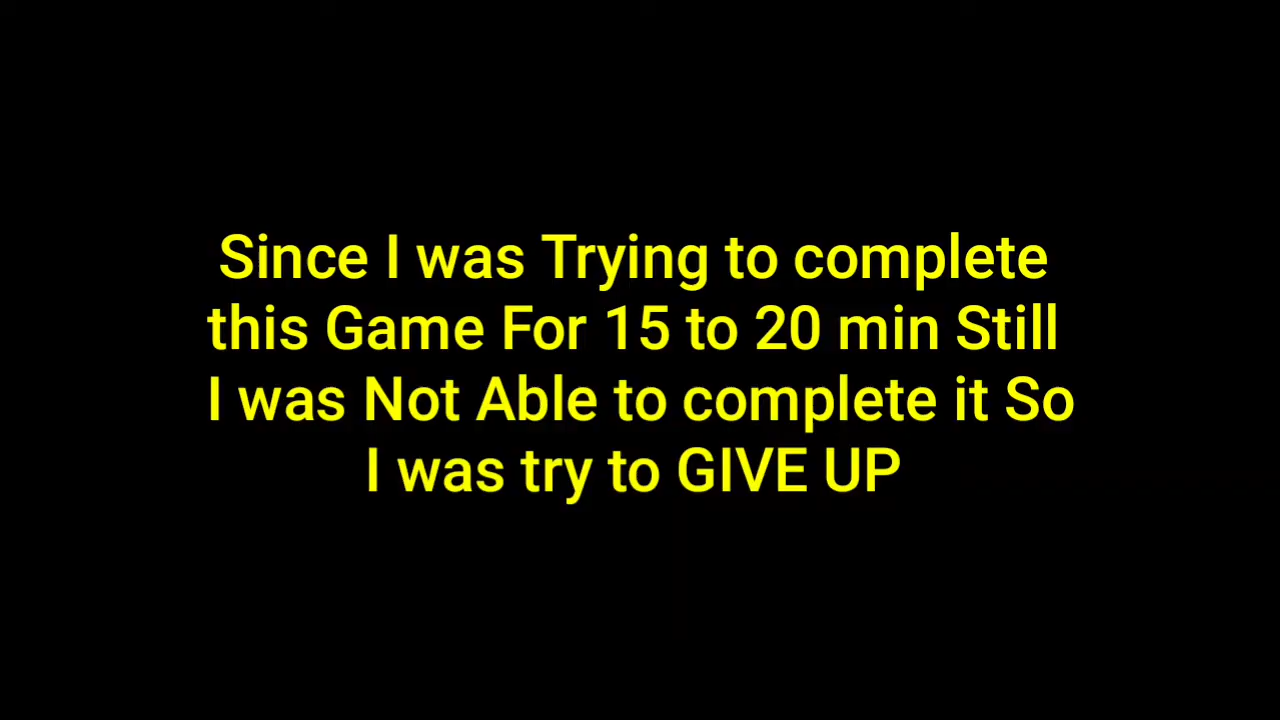 Since I was Trying to complete
this Game For 15 to 20 min Still
I was Not Able to complete it So
I was try to GIVE UP